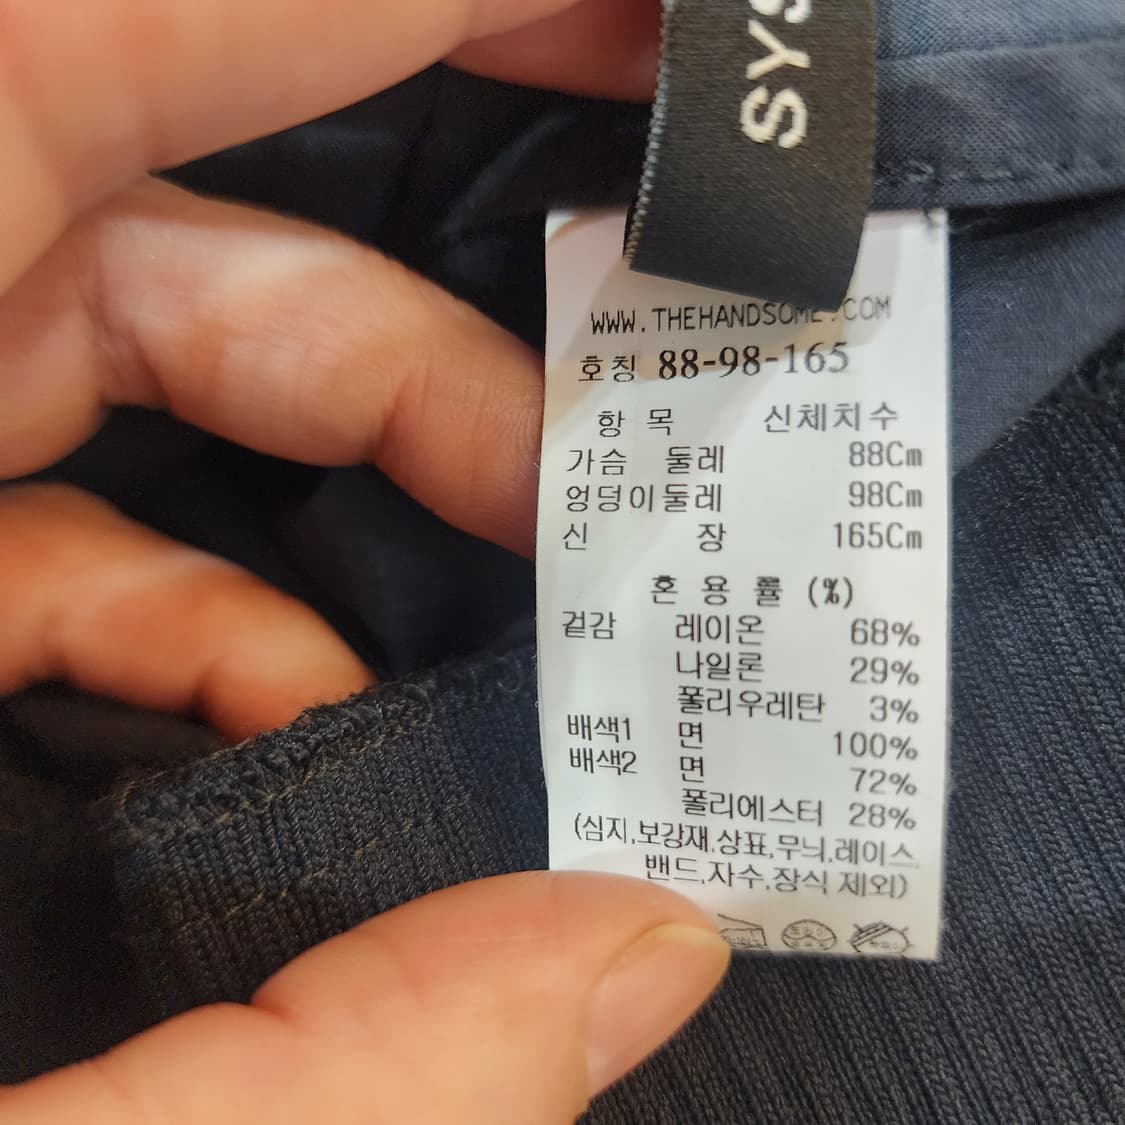 SYS
WWW.THEHANDSOME.COM
호칭 88-98-165
항 목 신체치수
가슴 둘레 88Cm
엉덩이둘레 98Cm
신 장 165Cm
혼 용 률 (%)
겉감 레이온 68%
나일론 29%
폴리우레탄 3%
배색1 면 100%
배색2 면 72%
폴리에스터 28%
(심지,보강재,상표,무늬,레이스,
밴드,자수,장식 제외)